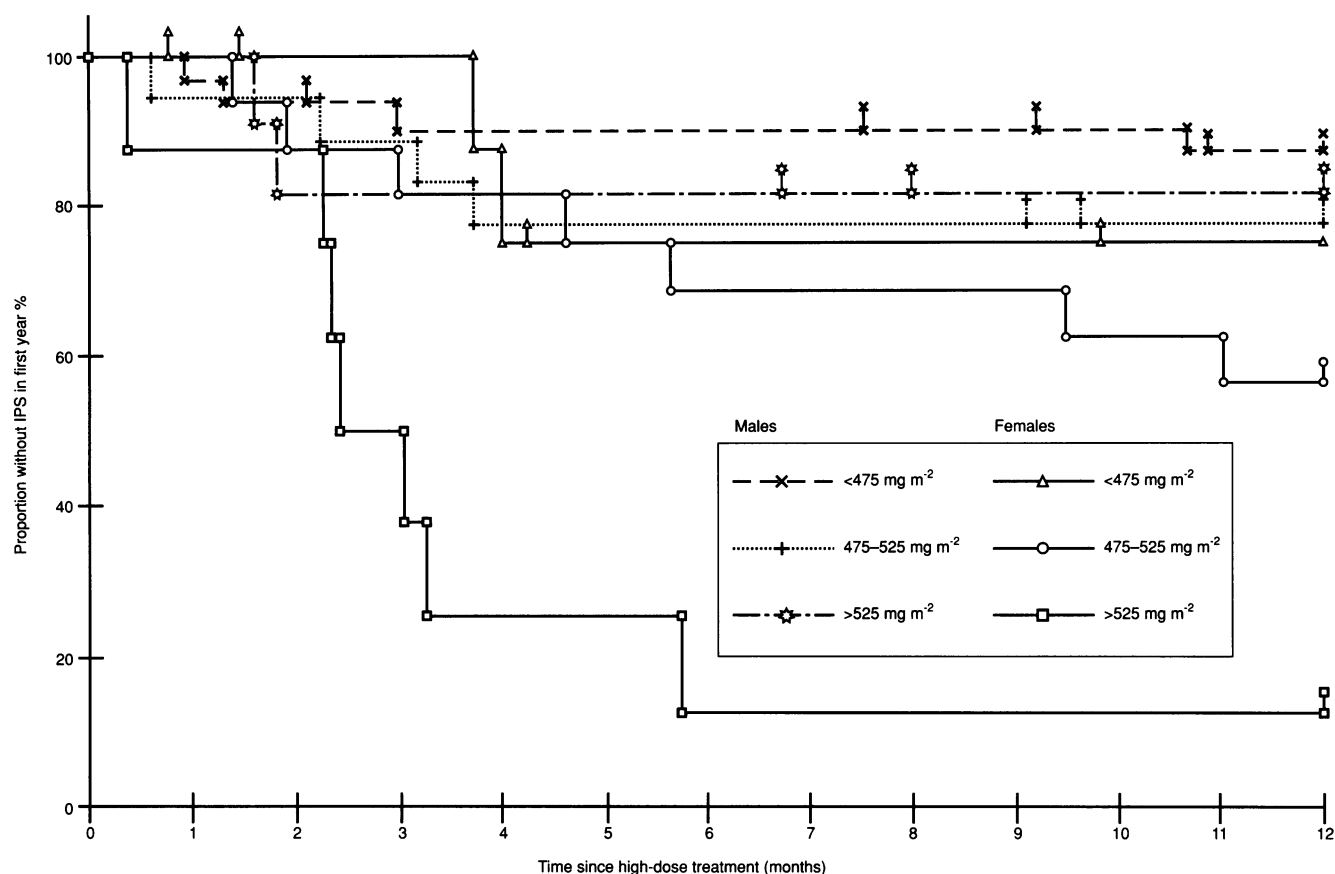 Proportion without IPS in first year %
100
80
60
40
20
0
0 1 2 3 4 5 6 7 8 9 10 11 12
Time since high-dose treatment (months)
Males Females
<475 mg m-2 <475 mg m-2
475–525 mg m-2 475–525 mg m-2
>525 mg m-2 >525 mg m-2